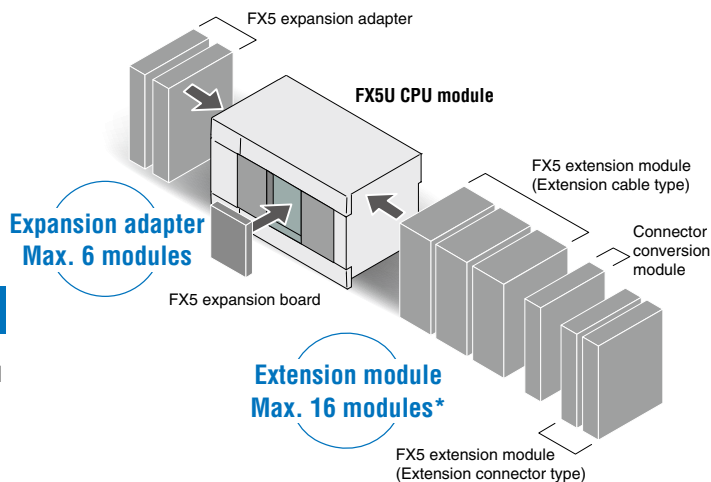 FX5 expansion adapter
FX5U CPU module
FX5 extension module
(Extension cable type)
Connector
conversion
module
Expansion adapter
Max. 6 modules
FX5 expansion board
Extension module
Max. 16 modules*
FX5 extension module
(Extension connector type)